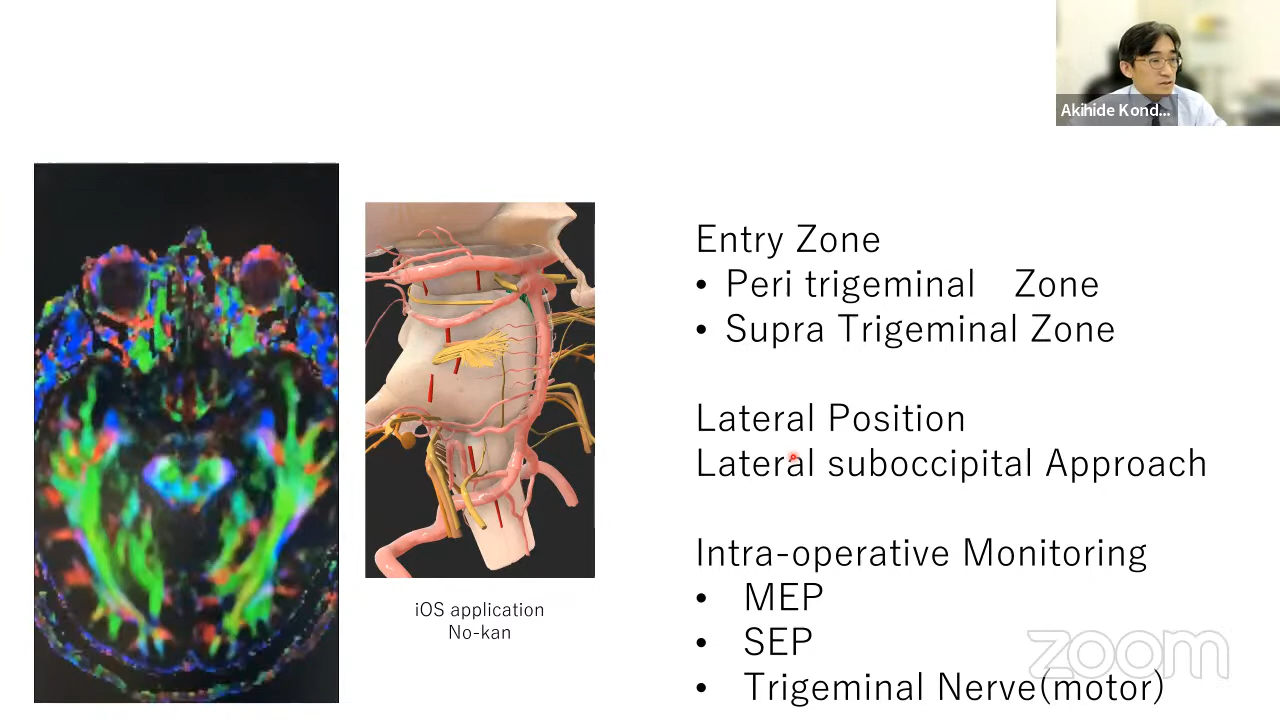 Akihide Kond...
Entry Zone
• Peri trigeminal　Zone
• Supra Trigeminal Zone
Lateral Position
Lateral suboccipital Approach
Intra-operative Monitoring
• MEP
• SEP
• Trigeminal Nerve(motor)
iOS application
No-kan
zoom